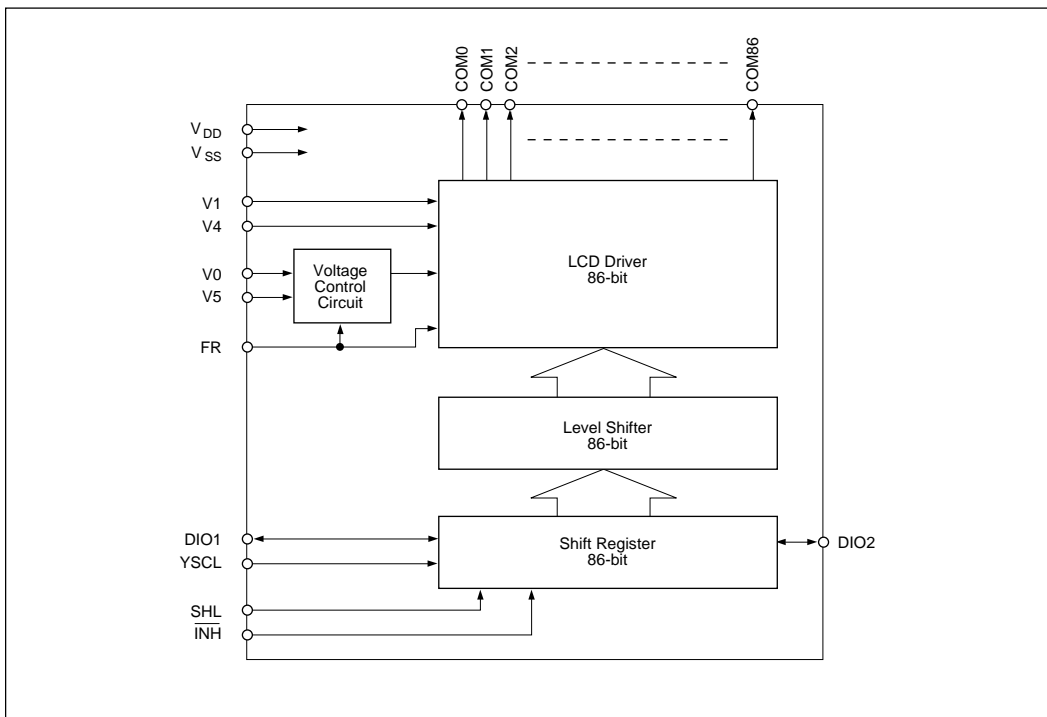 COM0
COM1
COM2
COM86
VDD
VSS
V1
V4
V0
V5
FR
Voltage
Control
Circuit
LCD Driver
86-bit
Level Shifter
86-bit
DIO1
YSCL
SHL
INH
Shift Register
86-bit
DIO2